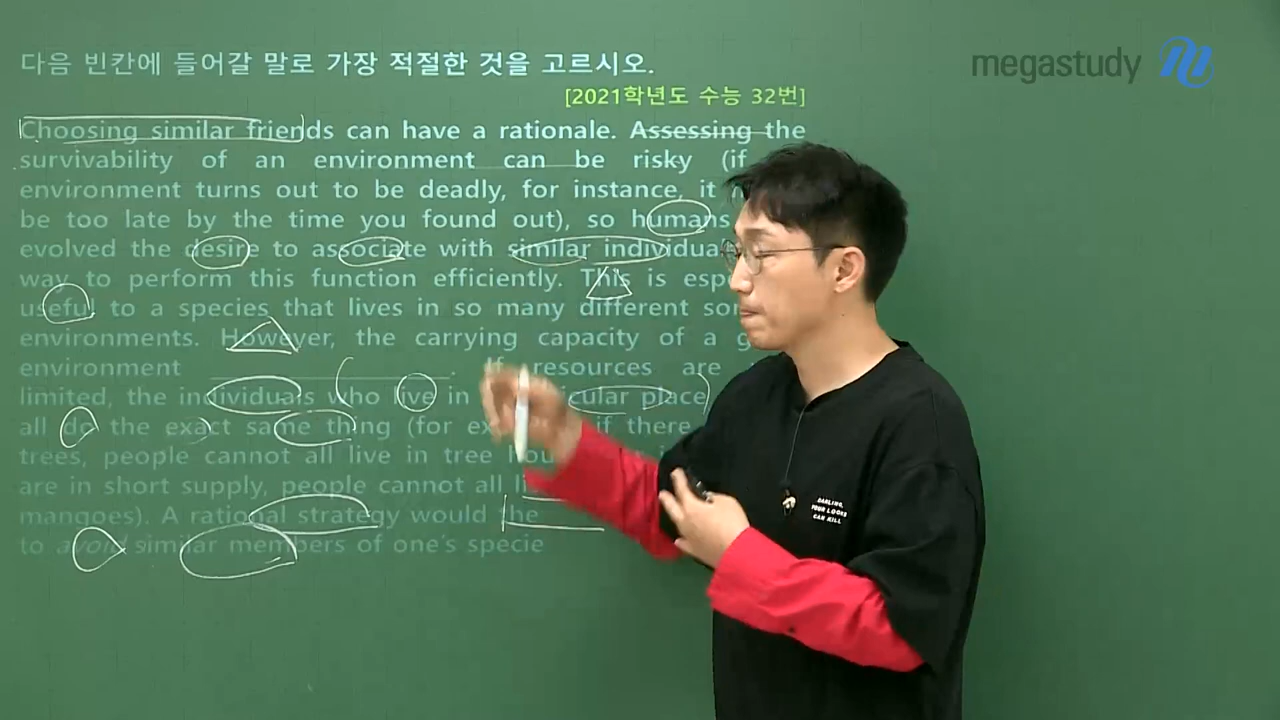 다음 빈칸에 들어갈 말로 가장 적절한 것을 고르시오.
megastudy
[2021학년도 수능 32번]
Choosing similar friends can have a rationale. Assessing the
survivability of an environment can be risky (if
environment turns out to be deadly, for instance, it
be too late by the time you found out), so humans
evolved the desire to associate with similar
way to perform this function efficiently. This is
useful to a species that lives in so many different
environments. However, the carrying capacity of a
environment If resources are
limited, the individuals who live in place
all do the exact same thing (for if there
trees, people cannot all live in tree
are in short supply, people cannot all
mangoes). A rational strategy would
to avoid similar members of one's
DARLING,
YOUR LOOKS
CAN KILL